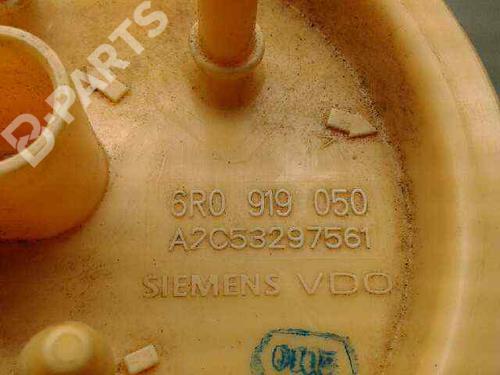 D-PARTS
6R0 919 050
A2C53297561
SIEMENS VDO